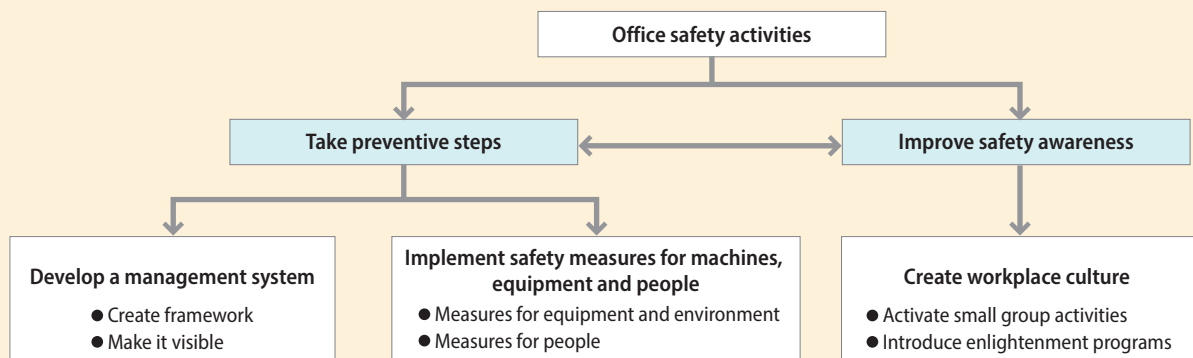 Office safety activities
Take preventive steps
Improve safety awareness
Develop a management system
● Create framework
● Make it visible
Implement safety measures for machines,
equipment and people
● Measures for equipment and environment
● Measures for people
Create workplace culture
● Activate small group activities
● Introduce enlightenment programs